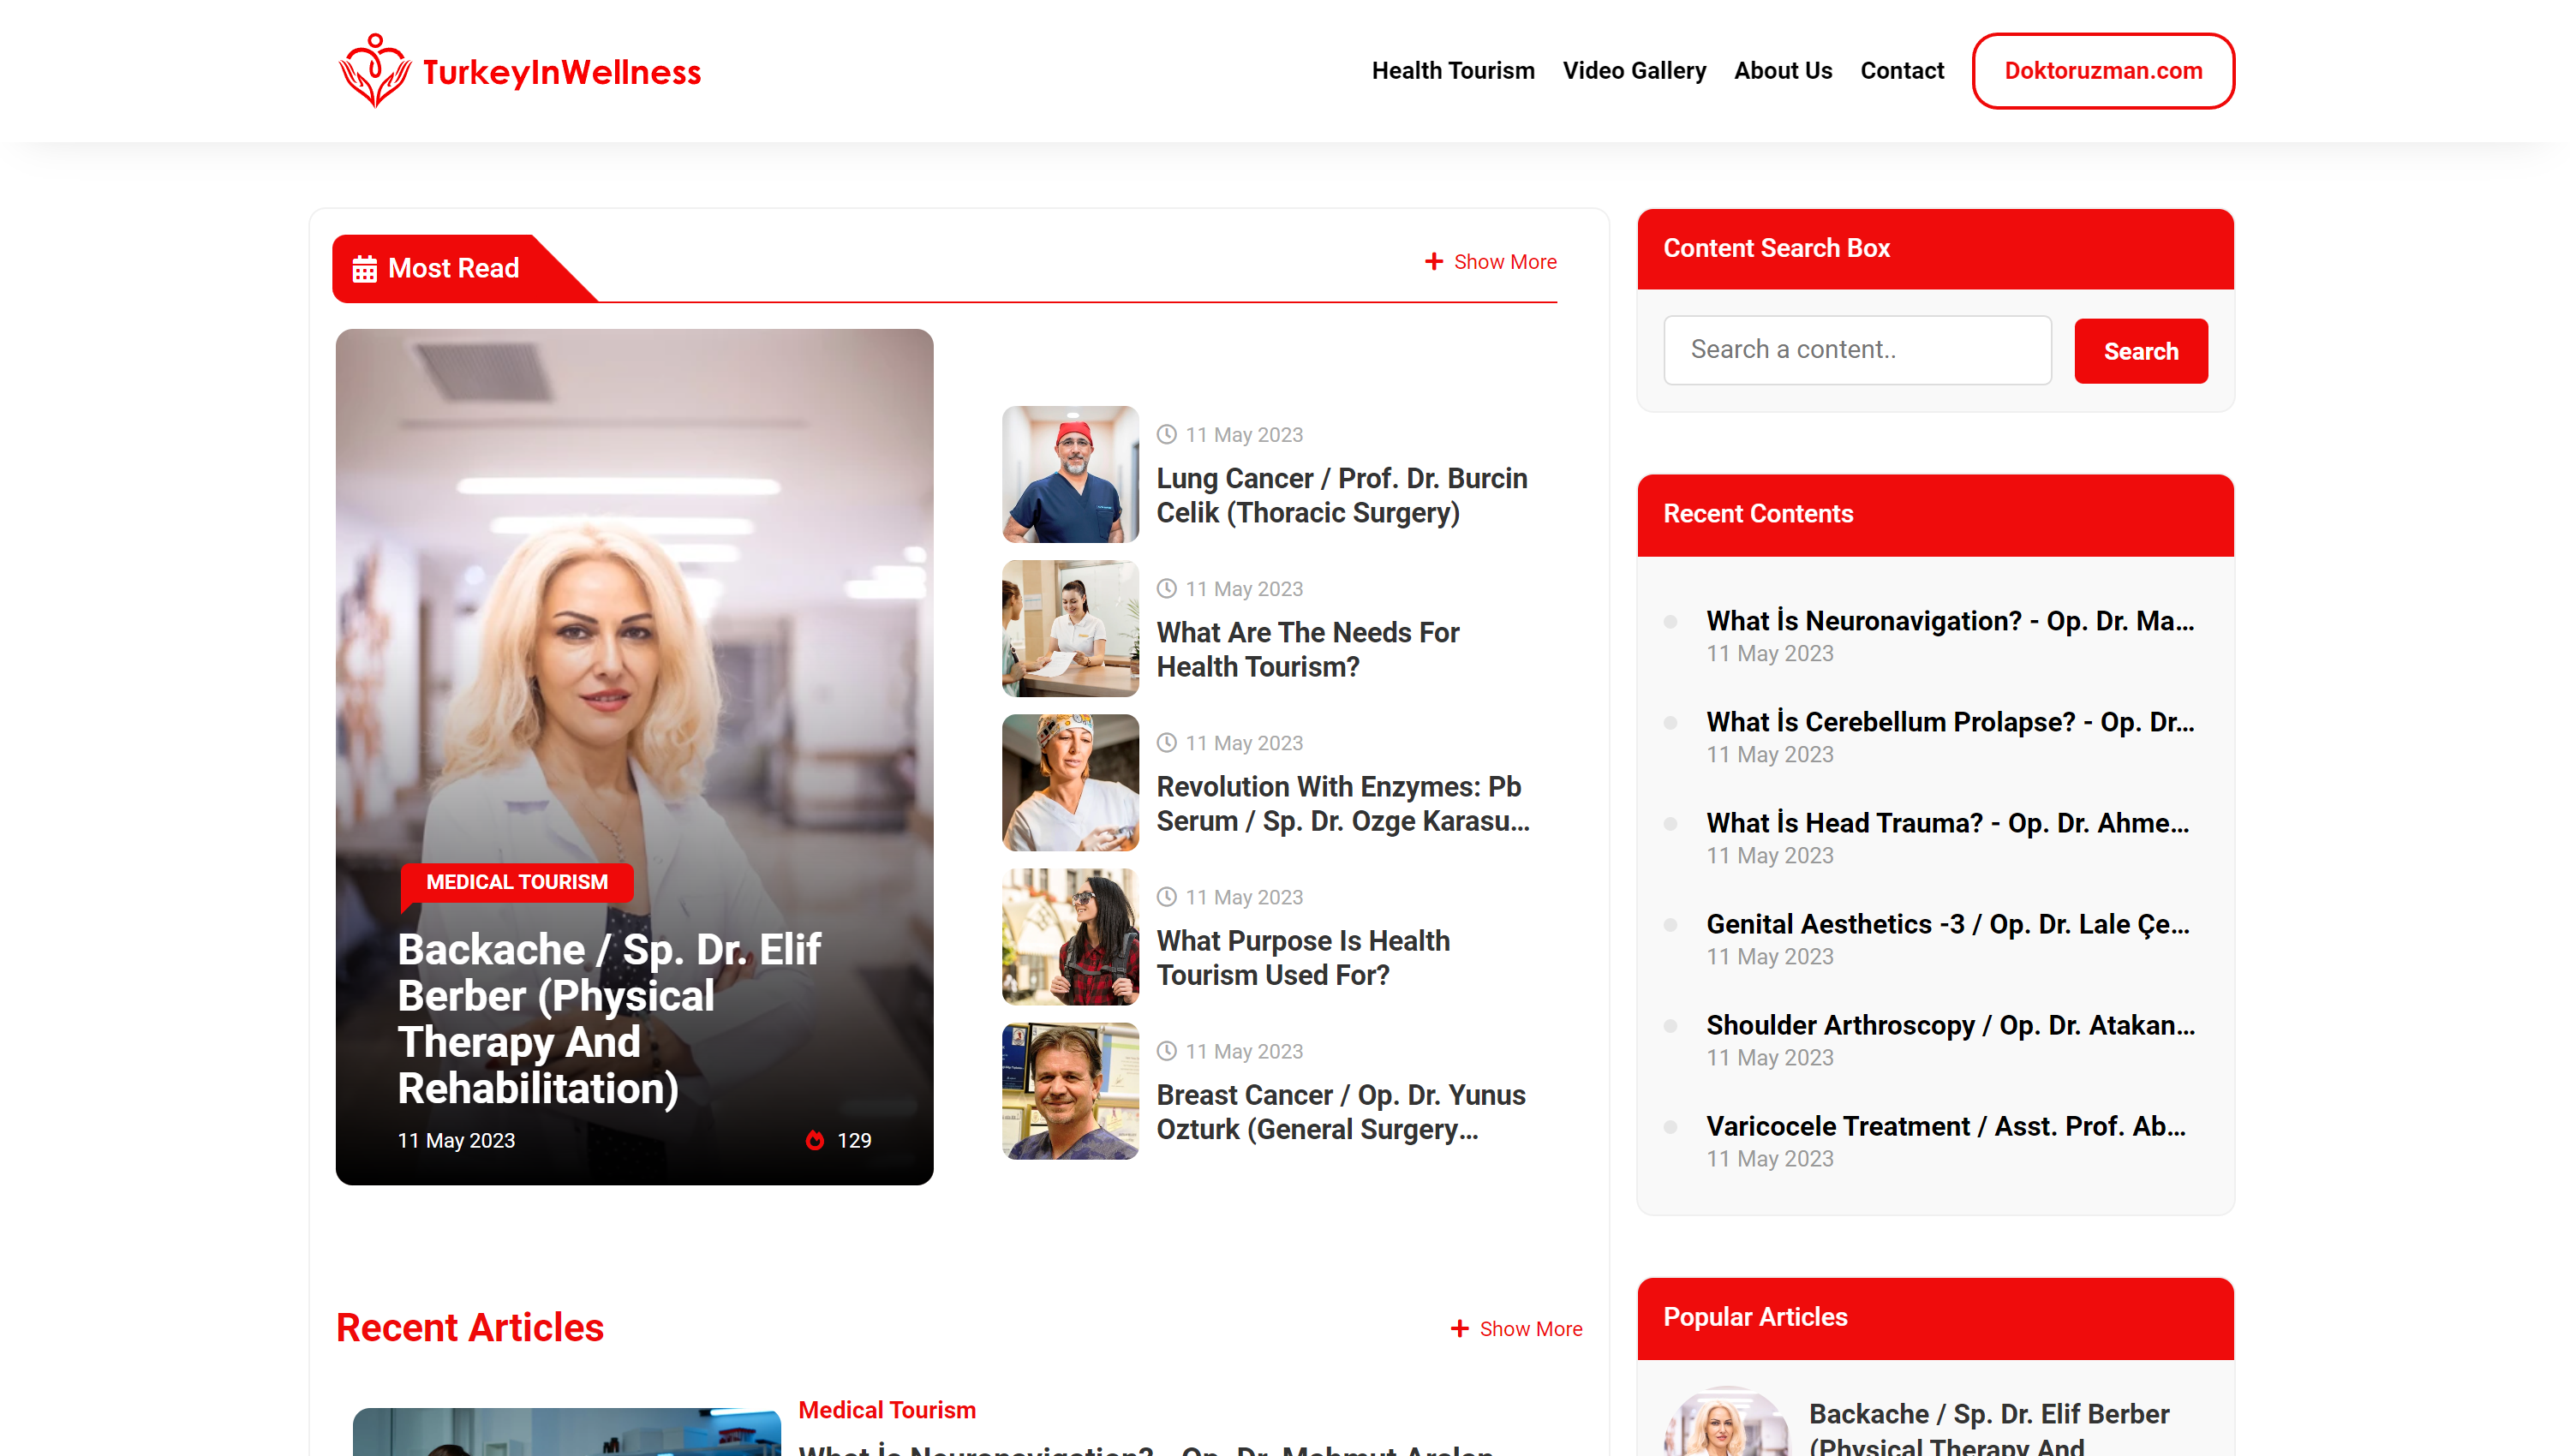 TurkeyInWellness
Health Tourism
Video Gallery
About Us
Contact
Doktoruzman.com
Most Read
Show More
MEDICAL TOURISM
Backache / Sp. Dr. Elif
Berber (Physical
Therapy And
Rehabilitation)
11 May 2023
129
11 May 2023
Lung Cancer / Prof. Dr. Burcin
Celik (Thoracic Surgery)
11 May 2023
What Are The Needs For
Health Tourism?
11 May 2023
Revolution With Enzymes: Pb
Serum / Sp. Dr. Ozge Karasu...
11 May 2023
What Purpose Is Health
Tourism Used For?
11 May 2023
Breast Cancer / Op. Dr. Yunus
Ozturk (General Surgery...
Recent Articles
Show More
Medical Tourism
What İs Neuronavigation? - Op. Dr. Mahmut Arslan
Content Search Box
Search a content..
Search
Recent Contents
What İs Neuronavigation? - Op. Dr. Ma...
11 May 2023
What İs Cerebellum Prolapse? - Op. Dr...
11 May 2023
What İs Head Trauma? - Op. Dr. Ahme...
11 May 2023
Genital Aesthetics -3 / Op. Dr. Lale Çe...
11 May 2023
Shoulder Arthroscopy / Op. Dr. Atakan...
11 May 2023
Varicocele Treatment / Asst. Prof. Ab...
11 May 2023
Popular Articles
Backache / Sp. Dr. Elif Berber
(Physical Therapy And